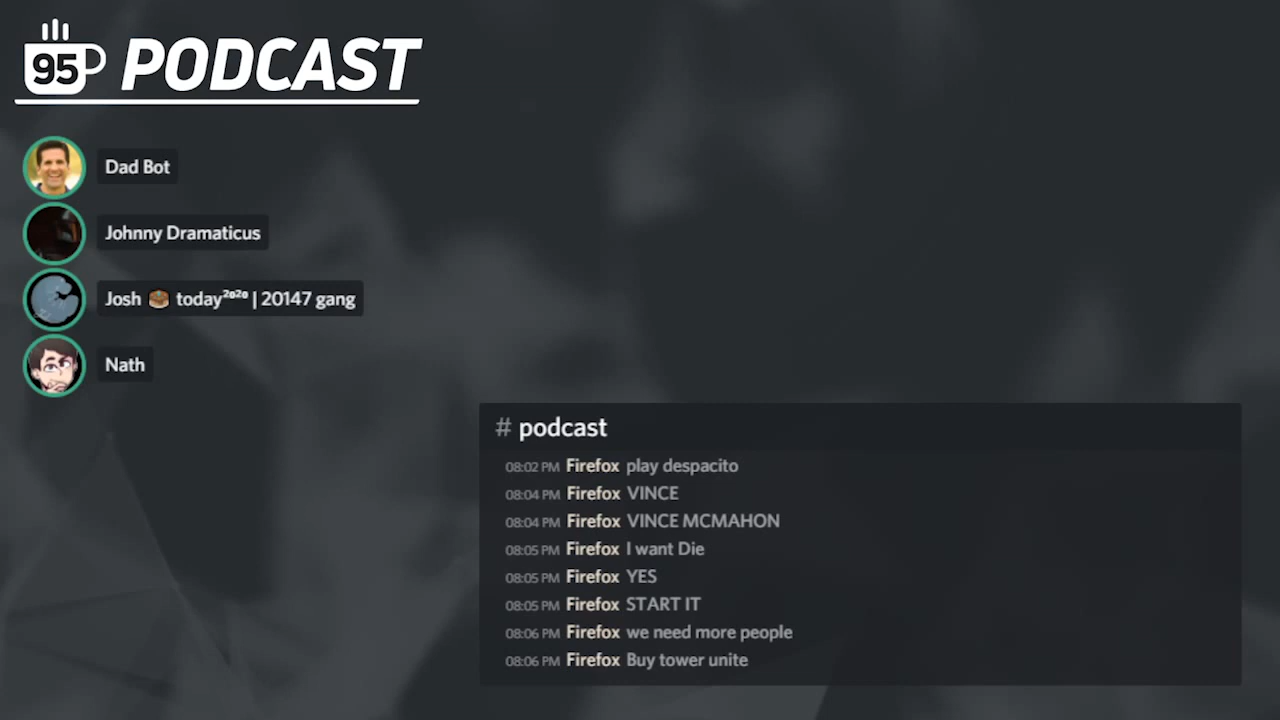 95 PODCAST
Dad Bot
Johnny Dramaticus
Josh 🎂 today²⁰²⁰ | 20147 gang
Nath
# podcast
08:02 PM Firefox play despacito
08:04 PM Firefox VINCE
08:04 PM Firefox VINCE MCMAHON
08:05 PM Firefox I want Die
08:05 PM Firefox YES
08:05 PM Firefox START IT
08:06 PM Firefox we need more people
08:06 PM Firefox Buy tower unite